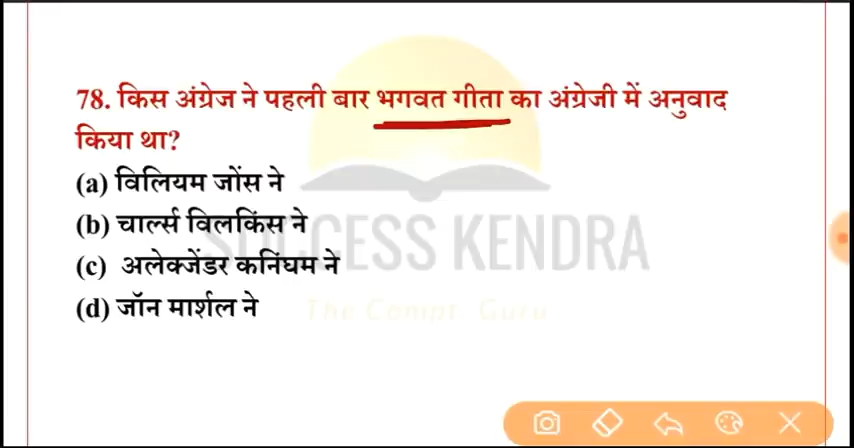 78. किस अंग्रेज ने पहली बार भगवत गीता का अंग्रेजी में अनुवाद
किया था?
(a) विलियम जोंस ने
(b) चार्ल्स विलकिंस ने
(c) अलेक्जेंडर कनिंघम ने
(d) जॉन मार्शल ने
SUCCESS KENDRA
The Compt. Guru